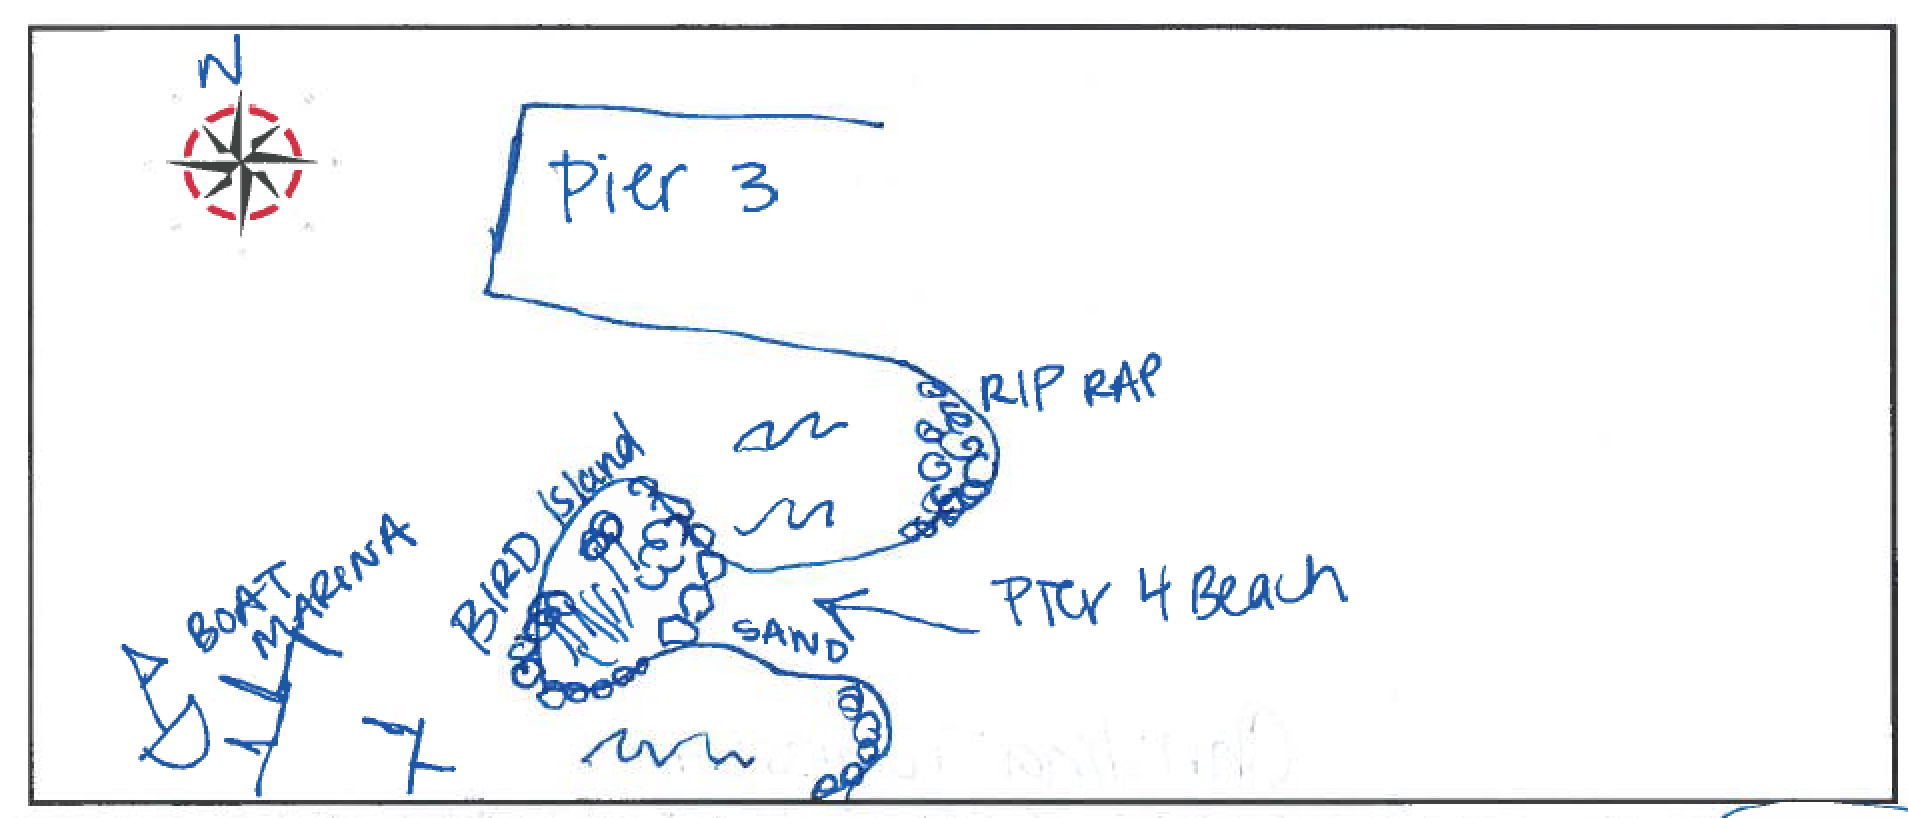 N
Pier 3
RIP RAP
BIRD Island
BOAT
MARINA
SAND
PIER 4 Beach